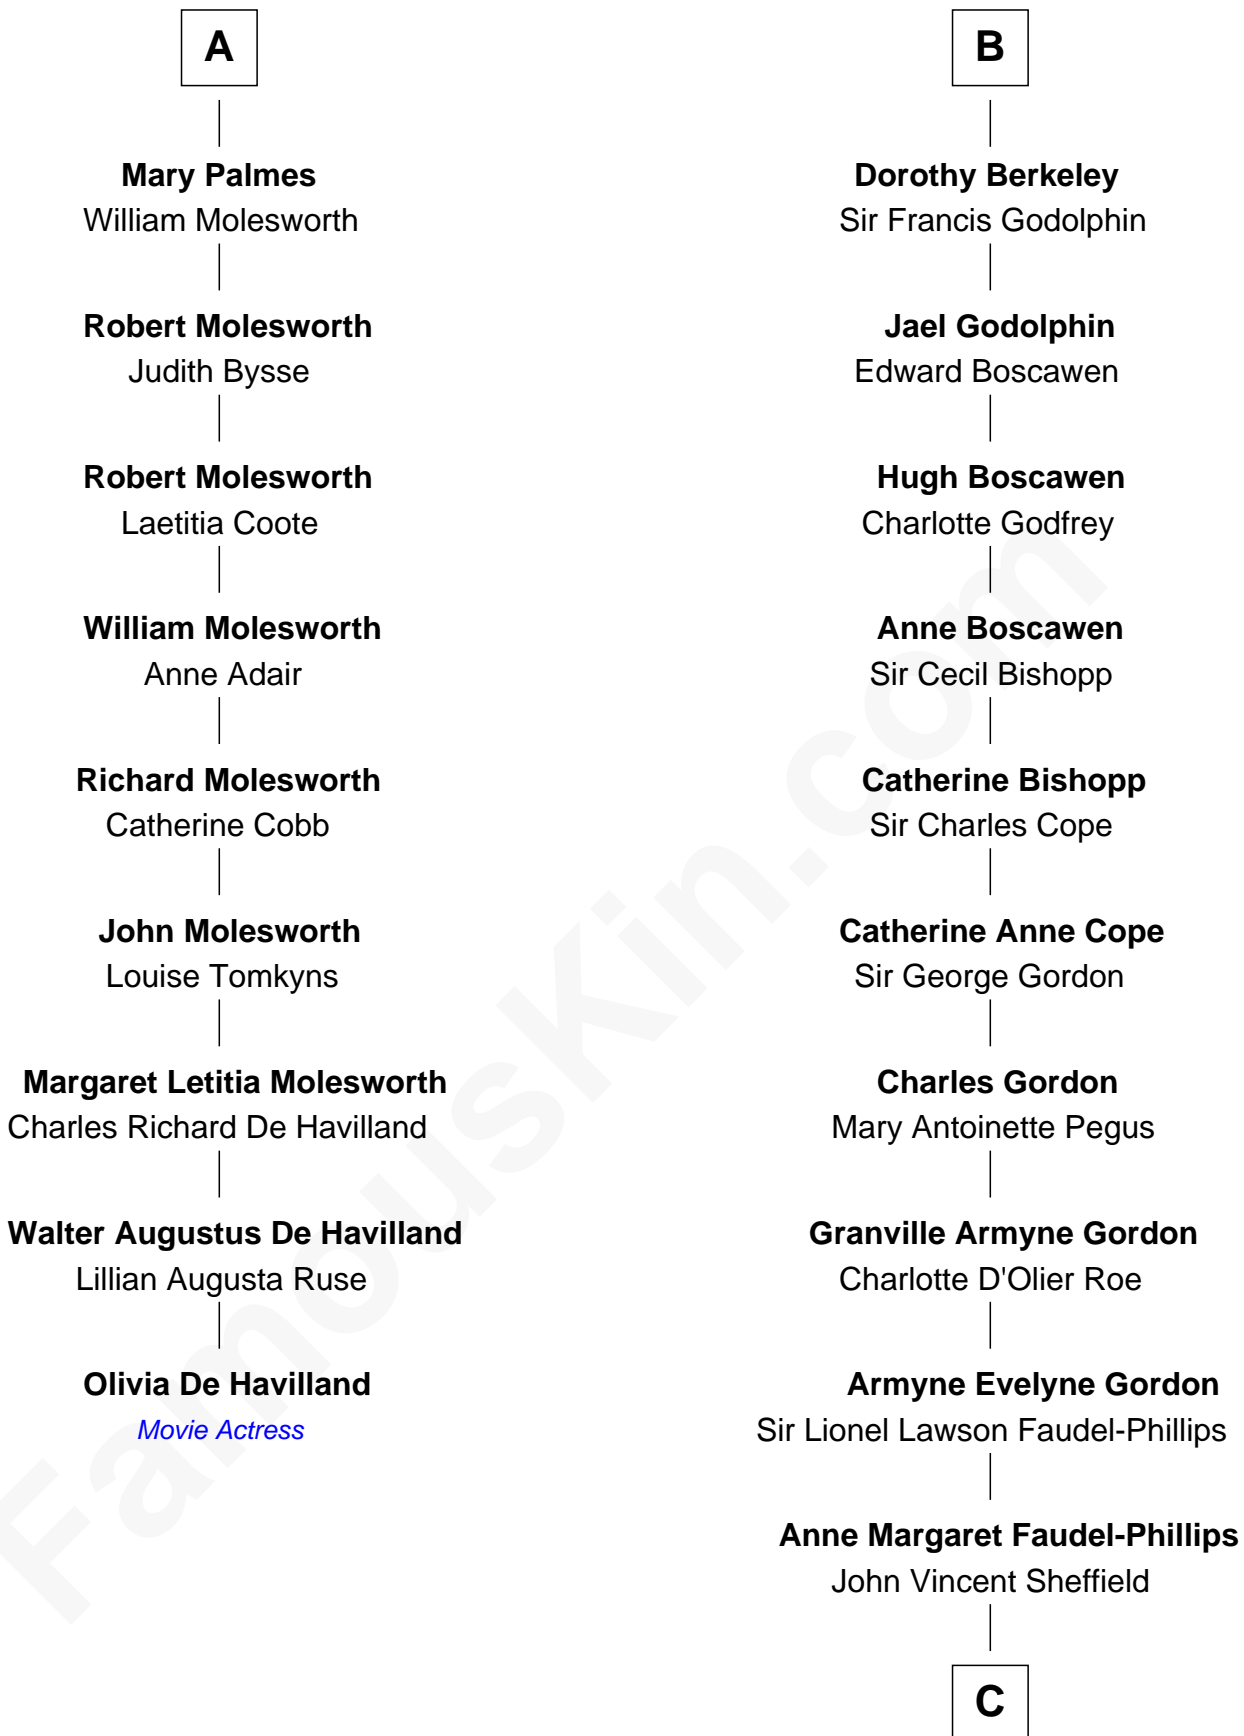 A
Mary Palmes
William Molesworth
Robert Molesworth
Judith Bysse
Robert Molesworth
Laetitia Coote
William Molesworth
Anne Adair
Richard Molesworth
Catherine Cobb
John Molesworth
Louise Tomkyns
Margaret Letitia Molesworth
Charles Richard De Havilland
Walter Augustus De Havilland
Lillian Augusta Ruse
Olivia De Havilland
Movie Actress
B
Dorothy Berkeley
Sir Francis Godolphin
Jael Godolphin
Edward Boscawen
Hugh Boscawen
Charlotte Godfrey
Anne Boscawen
Sir Cecil Bishopp
Catherine Bishopp
Sir Charles Cope
Catherine Anne Cope
Sir George Gordon
Charles Gordon
Mary Antoinette Pegus
Granville Armyne Gordon
Charlotte D'Olier Roe
Armyne Evelyne Gordon
Sir Lionel Lawson Faudel-Phillips
Anne Margaret Faudel-Phillips
John Vincent Sheffield
C
FamousKin.com